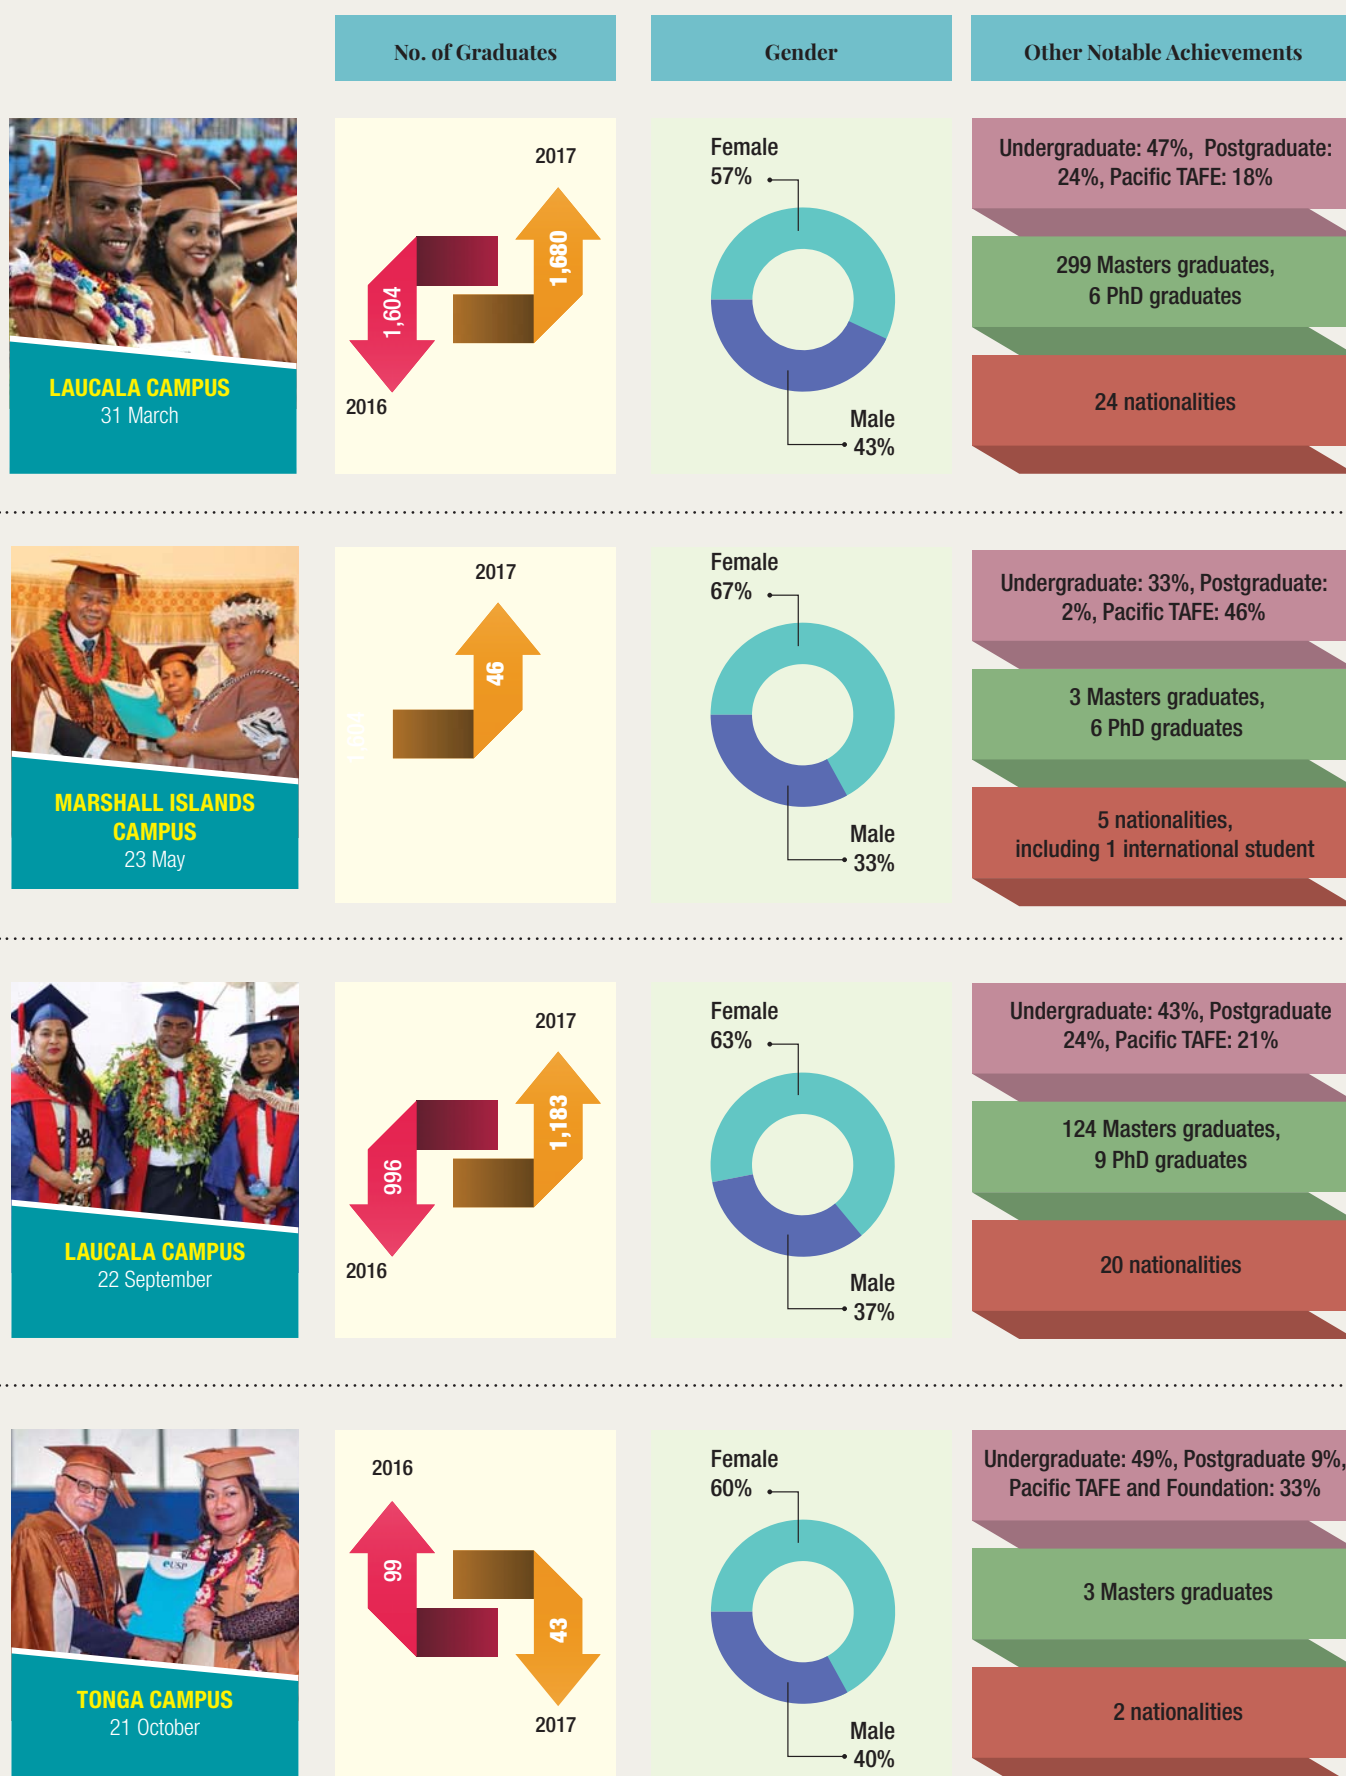 No. of Graduates
Gender
Other Notable Achievements
LAUCALA CAMPUS
31 March
2017
1,680
1,604
2016
Female
57%
Male
43%
Undergraduate: 47%, Postgraduate:
24%, Pacific TAFE: 18%
299 Masters graduates,
6 PhD graduates
24 nationalities
MARSHALL ISLANDS
CAMPUS
23 May
2017
46
1,604
Female
67%
Male
33%
Undergraduate: 33%, Postgraduate:
2%, Pacific TAFE: 46%
3 Masters graduates,
6 PhD graduates
5 nationalities,
including 1 international student
LAUCALA CAMPUS
22 September
2017
1,183
996
2016
Female
63%
Male
37%
Undergraduate: 43%, Postgraduate
24%, Pacific TAFE: 21%
124 Masters graduates,
9 PhD graduates
20 nationalities
USP
TONGA CAMPUS
21 October
2016
99
43
2017
Female
60%
Male
40%
Undergraduate: 49%, Postgraduate 9%,
Pacific TAFE and Foundation: 33%
3 Masters graduates
2 nationalities